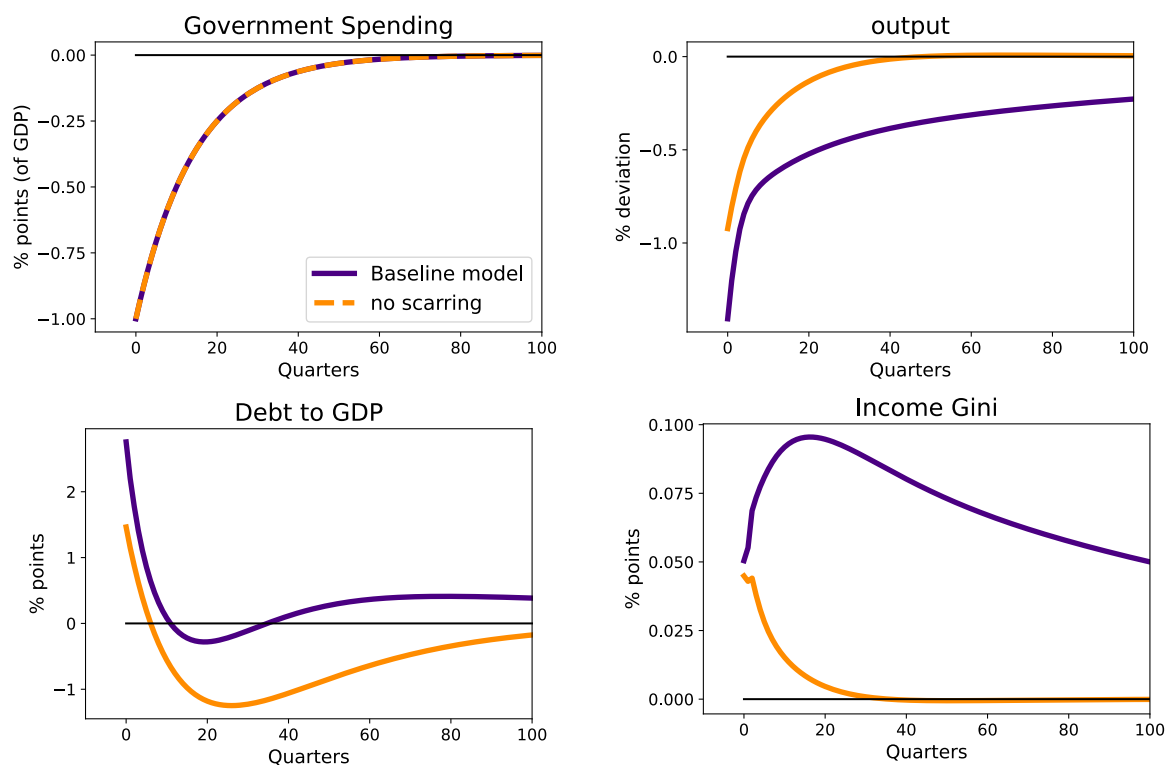 Government Spending
% points (of GDP)
0.00
−0.25
−0.50
−0.75
−1.00
Baseline model
no scarring
0
20
40
60
80
100
Quarters
output
% deviation
0.0
−0.5
−1.0
0
20
40
60
80
100
Quarters
Debt to GDP
% points
2
1
0
−1
0
20
40
60
80
100
Quarters
Income Gini
% points
0.100
0.075
0.050
0.025
0.000
0
20
40
60
80
100
Quarters